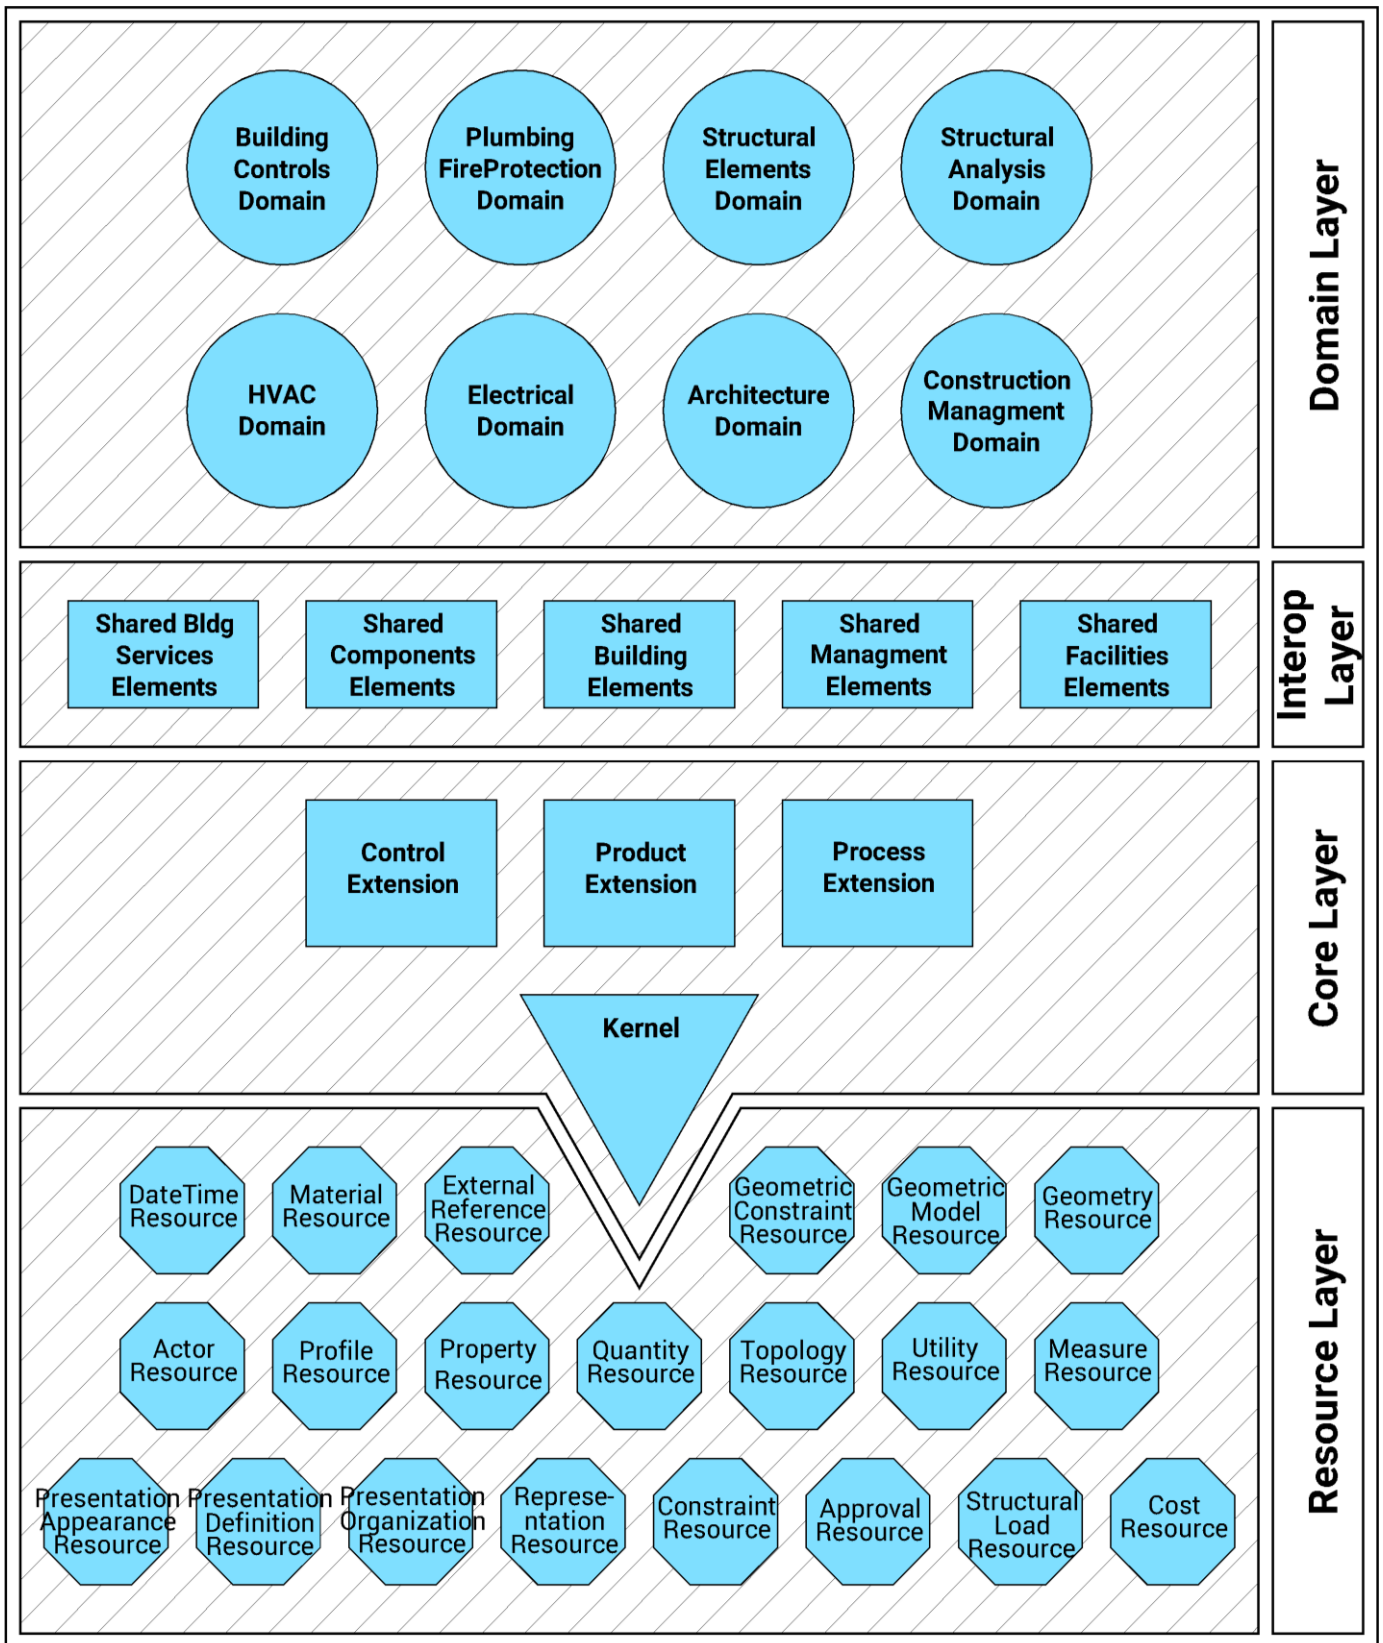 Building
Controls
Domain
Plumbing
FireProtection
Domain
Structural
Elements
Domain
Structural
Analysis
Domain
HVAC
Domain
Electrical
Domain
Architecture
Domain
Construction
Managment
Domain
Domain Layer
Shared Bldg
Services
Elements
Shared
Components
Elements
Shared
Building
Elements
Shared
Managment
Elements
Shared
Facilities
Elements
Interop
Layer
Control
Extension
Product
Extension
Process
Extension
Kernel
Core Layer
DateTime
Resource
Material
Resource
External
Reference
Resource
Geometric
Constraint
Resource
Geometric
Model
Resource
Geometry
Resource
Actor
Resource
Profile
Resource
Property
Resource
Quantity
Resource
Topology
Resource
Utility
Resource
Measure
Resource
Presentation
Appearance
Resource
Presentation
Definition
Resource
Presentation
Organization
Resource
Represe-
ntation
Resource
Constraint
Resource
Approval
Resource
Structural
Load
Resource
Cost
Resource
Resource Layer